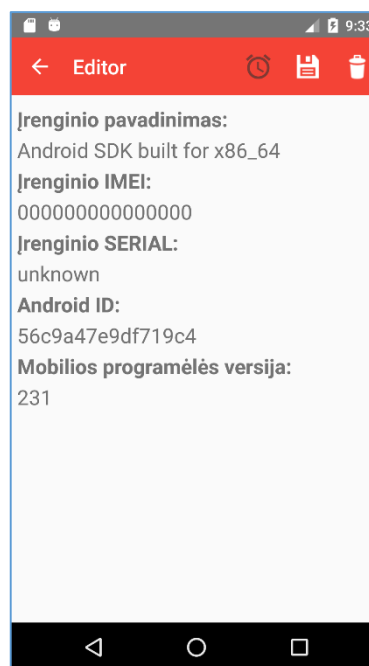 9:33
Editor
Įrenginio pavadinimas:
Android SDK built for x86_64
Įrenginio IMEI:
000000000000000
Įrenginio SERIAL:
unknown
Android ID:
56c9a47e9df719c4
Mobilios programėlės versija:
231